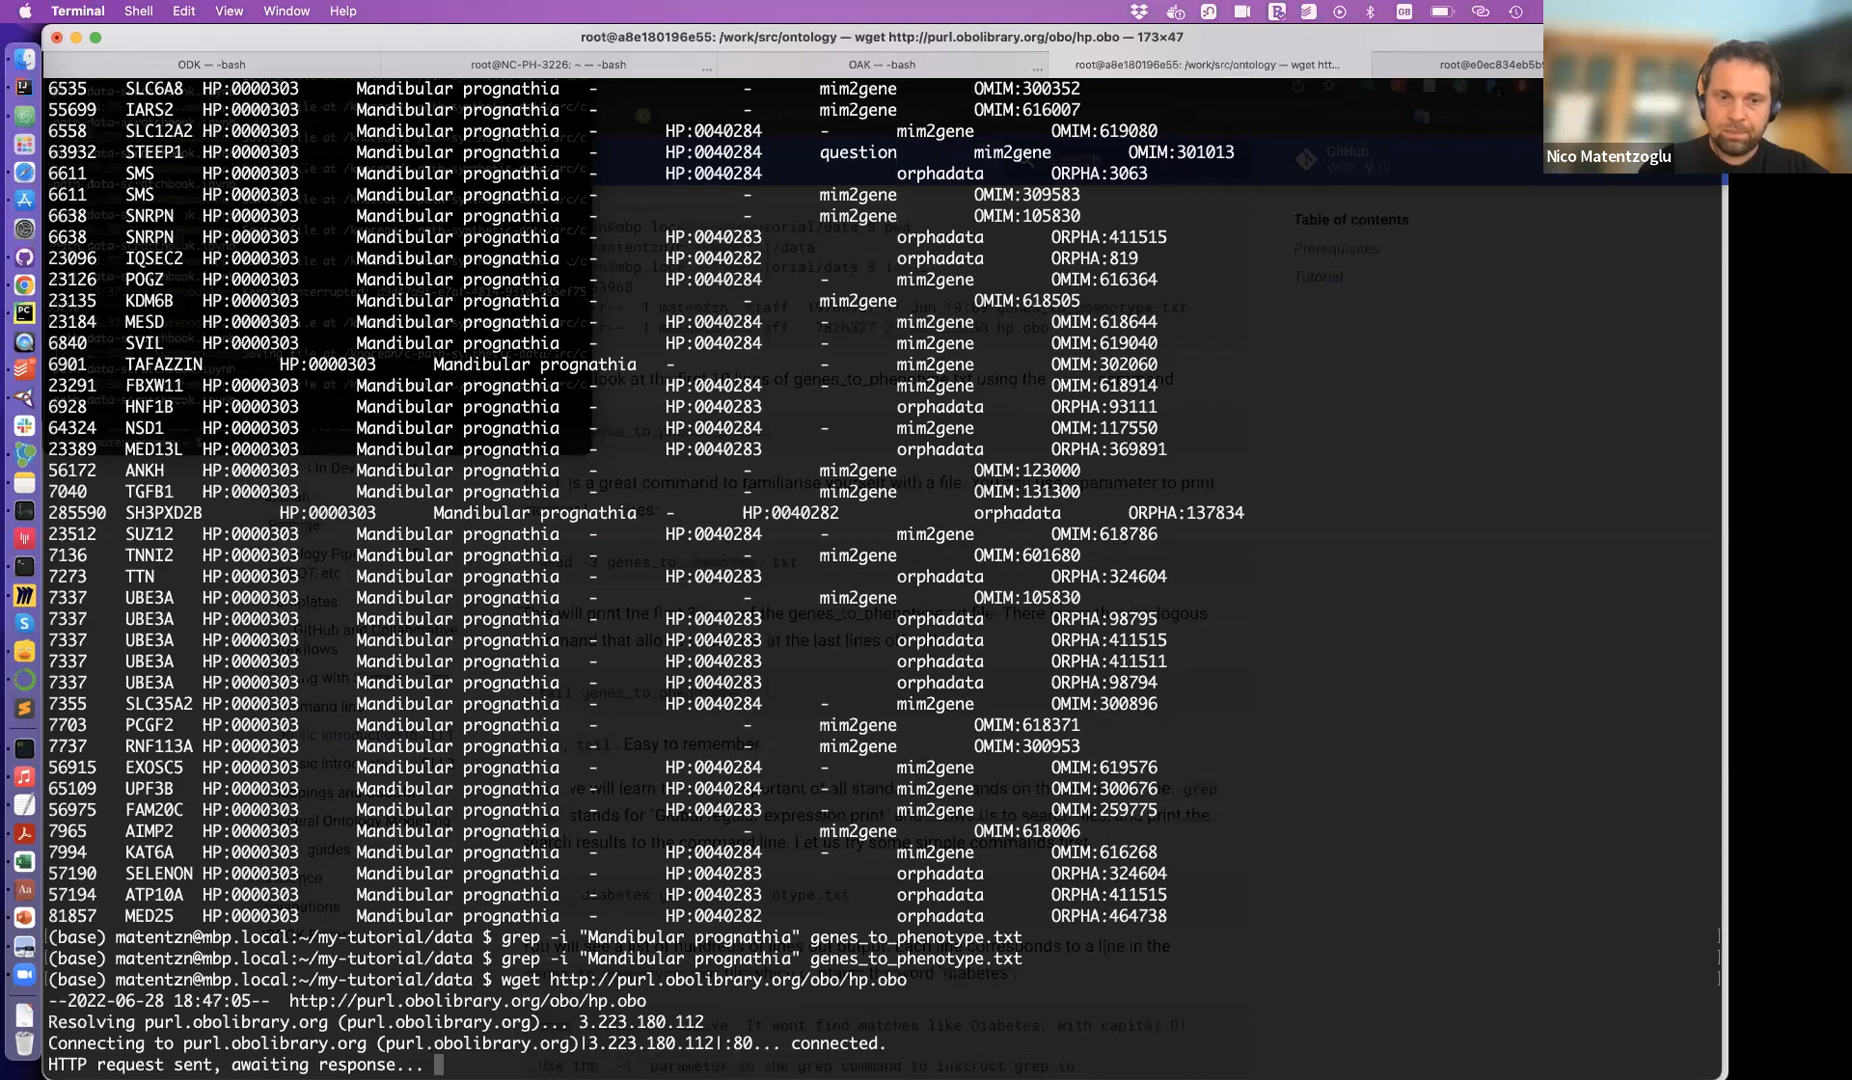 Terminal Shell Edit View Window Help
root@a8e180196e55: /work/src/ontology — wget http://purl.obolibrary.org/obo/hp.obo — 173×47
ODK — -bash
root@NC-PH-3226: ~ — -bash
OAK — -bash
root@a8e180196e55: /work/src/ontology — wget htt...
root@e0ec834eb5b
Nico Matentzoglu
GitHub
Table of contents
Prerequisites
Tutorial
6535 SLC6A8 HP:0000303 Mandibular prognathia - - mim2gene OMIM:300352
55699 IARS2 HP:0000303 Mandibular prognathia - - mim2gene OMIM:616007
6558 SLC12A2 HP:0000303 Mandibular prognathia - HP:0040284 - mim2gene OMIM:619080
63932 STEEP1 HP:0000303 Mandibular prognathia - HP:0040284 question mim2gene OMIM:301013
6611 SMS HP:0000303 Mandibular prognathia - HP:0040284 orphadata ORPHA:3063
6611 SMS HP:0000303 Mandibular prognathia - - mim2gene OMIM:309583
6638 SNRPN HP:0000303 Mandibular prognathia - - mim2gene OMIM:105830
6638 SNRPN HP:0000303 Mandibular prognathia - HP:0040283 orphadata ORPHA:411515
23096 IQSEC2 HP:0000303 Mandibular prognathia - HP:0040282 orphadata ORPHA:819
23126 POGZ HP:0000303 Mandibular prognathia - HP:0040284 - mim2gene OMIM:616364
23135 KDM6B HP:0000303 Mandibular prognathia - - mim2gene OMIM:618505
23184 MESD HP:0000303 Mandibular prognathia - HP:0040284 - mim2gene OMIM:618644
6840 SVIL HP:0000303 Mandibular prognathia - HP:0040284 - mim2gene OMIM:619040
6901 TAFAZZIN HP:0000303 Mandibular prognathia - - mim2gene OMIM:302060
23291 FBXW11 HP:0000303 Mandibular prognathia - HP:0040284 - mim2gene OMIM:618914
6928 HNF1B HP:0000303 Mandibular prognathia - HP:0040283 orphadata ORPHA:93111
64324 NSD1 HP:0000303 Mandibular prognathia - HP:0040284 - mim2gene OMIM:117550
23389 MED13L HP:0000303 Mandibular prognathia - HP:0040283 orphadata ORPHA:369891
56172 ANKH HP:0000303 Mandibular prognathia - - mim2gene OMIM:123000
7040 TGFB1 HP:0000303 Mandibular prognathia - - mim2gene OMIM:131300
285590 SH3PXD2B HP:0000303 Mandibular prognathia - HP:0040282 orphadata ORPHA:137834
23512 SUZ12 HP:0000303 Mandibular prognathia - HP:0040284 - mim2gene OMIM:618786
7136 TNNI2 HP:0000303 Mandibular prognathia - - mim2gene OMIM:601680
7273 TTN HP:0000303 Mandibular prognathia - HP:0040283 orphadata ORPHA:324604
7337 UBE3A HP:0000303 Mandibular prognathia - - mim2gene OMIM:105830
7337 UBE3A HP:0000303 Mandibular prognathia - HP:0040283 orphadata ORPHA:98795
7337 UBE3A HP:0000303 Mandibular prognathia - HP:0040283 orphadata ORPHA:411515
7337 UBE3A HP:0000303 Mandibular prognathia - HP:0040283 orphadata ORPHA:411511
7337 UBE3A HP:0000303 Mandibular prognathia - HP:0040283 orphadata ORPHA:98794
7355 SLC35A2 HP:0000303 Mandibular prognathia - HP:0040284 - mim2gene OMIM:300896
7703 PCGF2 HP:0000303 Mandibular prognathia - - mim2gene OMIM:618371
7737 RNF113A HP:0000303 Mandibular prognathia - - mim2gene OMIM:300953
56915 EXOSC5 HP:0000303 Mandibular prognathia - HP:0040284 - mim2gene OMIM:619576
65109 UPF3B HP:0000303 Mandibular prognathia - HP:0040284 - mim2gene OMIM:300676
56975 FAM20C HP:0000303 Mandibular prognathia - HP:0040284 - mim2gene OMIM:259775
7965 AIMP2 HP:0000303 Mandibular prognathia - - mim2gene OMIM:618006
7994 KAT6A HP:0000303 Mandibular prognathia - HP:0040284 - mim2gene OMIM:616268
57190 SELENON HP:0000303 Mandibular prognathia - HP:0040283 orphadata ORPHA:324604
57194 ATP10A HP:0000303 Mandibular prognathia - HP:0040283 orphadata ORPHA:411515
81857 MED25 HP:0000303 Mandibular prognathia - HP:0040282 orphadata ORPHA:464738
(base) matentzn@mbp.local:~/my-tutorial/data $ grep -i "Mandibular prognathia" genes_to_phenotype.txt
(base) matentzn@mbp.local:~/my-tutorial/data $ grep -i "Mandibular prognathia" genes_to_phenotype.txt
(base) matentzn@mbp.local:~/my-tutorial/data $ wget http://purl.obolibrary.org/obo/hp.obo
--2022-06-28 18:47:05-- http://purl.obolibrary.org/obo/hp.obo
Resolving purl.obolibrary.org (purl.obolibrary.org)... 3.223.180.112
Connecting to purl.obolibrary.org (purl.obolibrary.org)|3.223.180.112|:80... connected.
HTTP request sent, awaiting response...